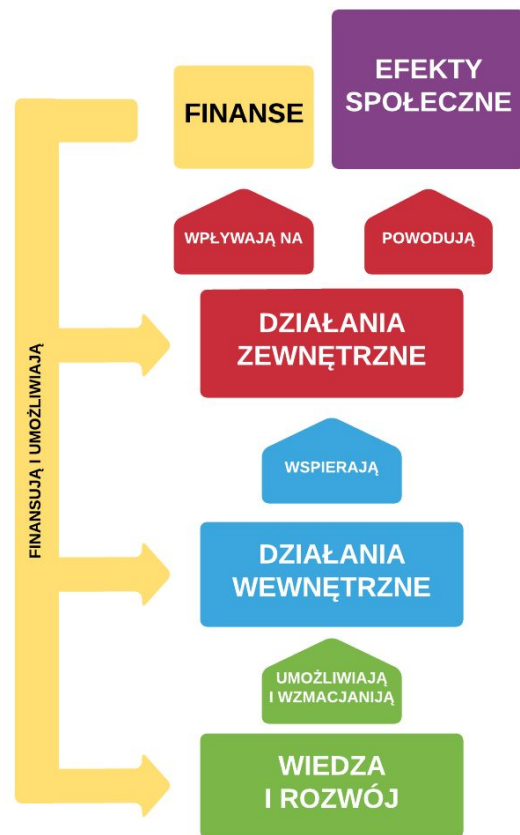 EFEKTY
SPOŁECZNE
FINANSE
WPŁYWAJĄ NA
POWODUJĄ
DZIAŁANIA
ZEWNĘTRZNE
FINANSUJĄ I UMOŻLIWIAJĄ
WSPIERAJĄ
DZIAŁANIA
WEWNĘTRZNE
UMOŻLIWIAJĄ
I WZMACJANIJĄ
WIEDZA
I ROZWÓJ